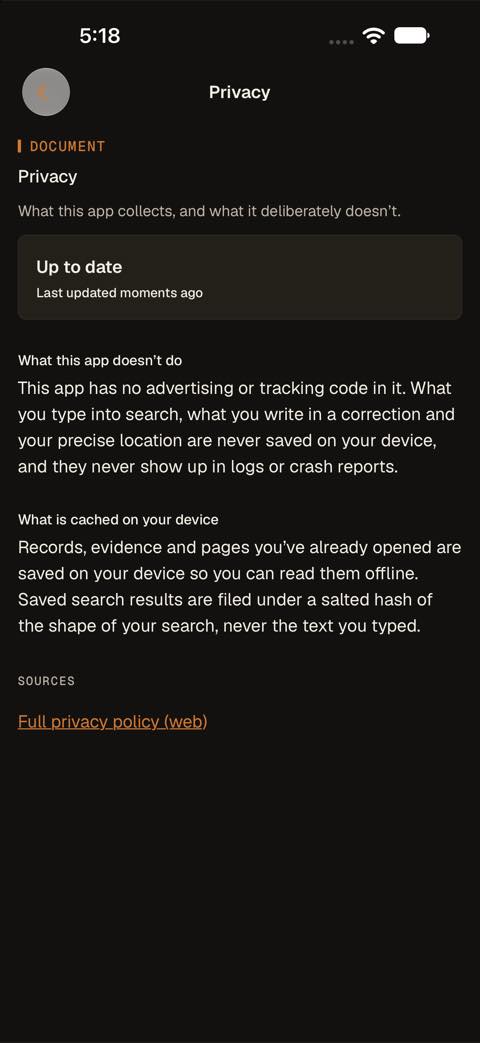 5:18
Privacy
DOCUMENT
Privacy
What this app collects, and what it deliberately doesn’t.
Up to date
Last updated moments ago
What this app doesn’t do
This app has no advertising or tracking code in it. What
you type into search, what you write in a correction and
your precise location are never saved on your device,
and they never show up in logs or crash reports.
What is cached on your device
Records, evidence and pages you’ve already opened are
saved on your device so you can read them offline.
Saved search results are filed under a salted hash of
the shape of your search, never the text you typed.
SOURCES
Full privacy policy (web)